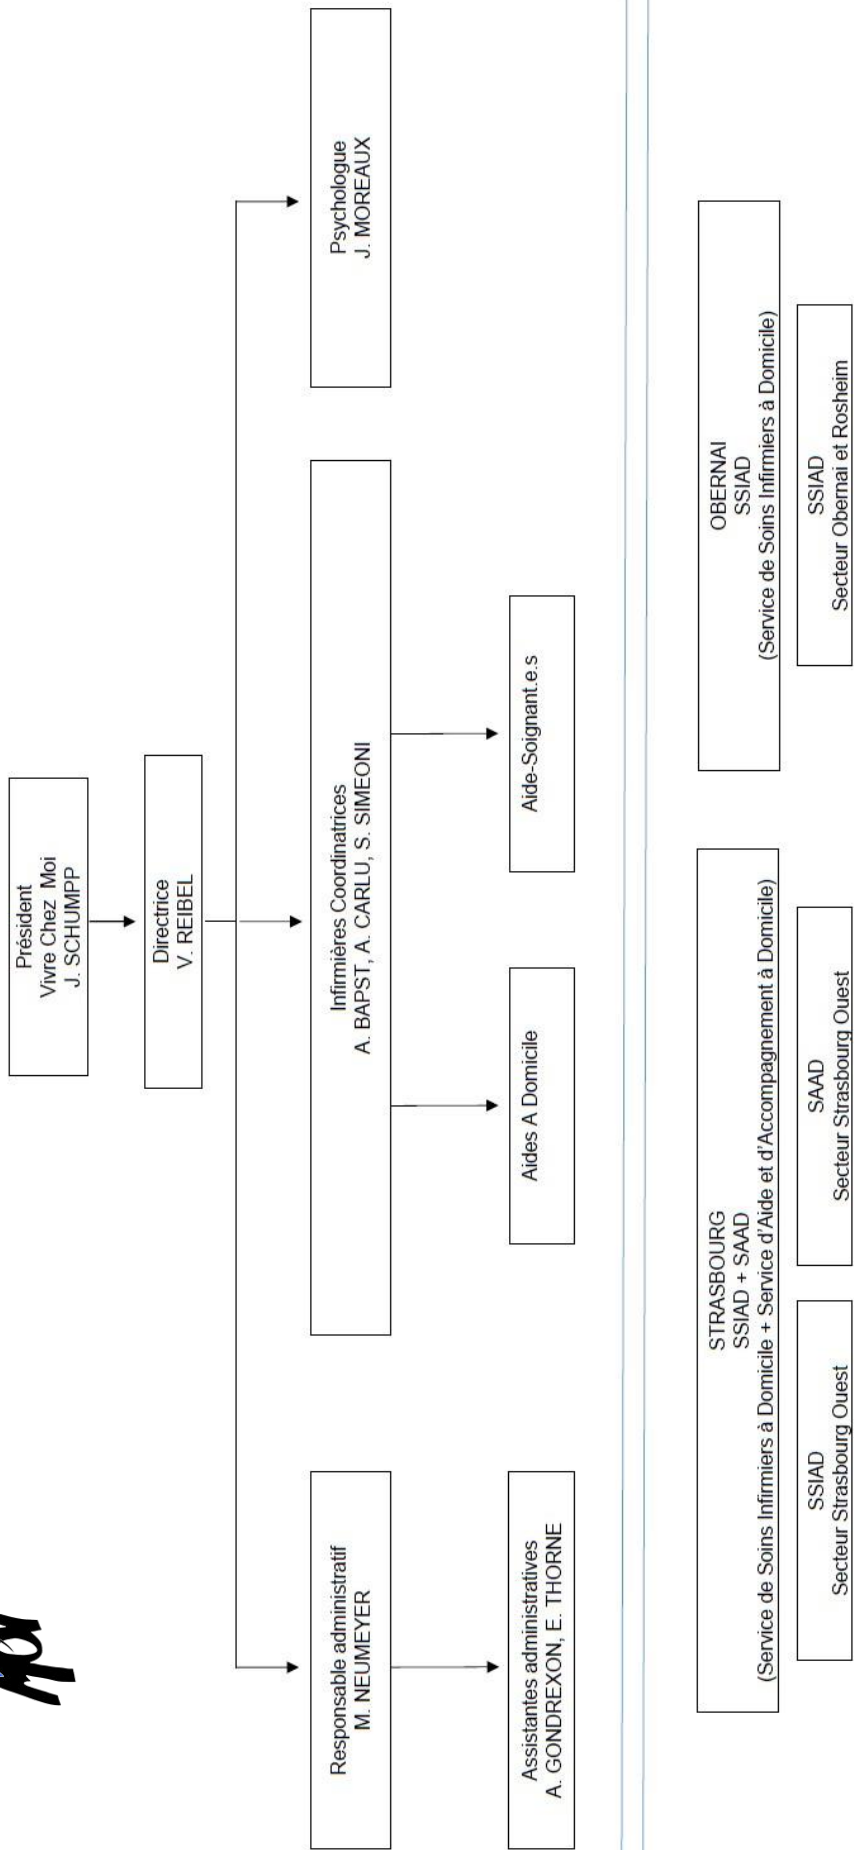 Moi
Président
Vivre Chez Moi
J. SCHUMPP
Directrice
V. REIBEL
Responsable administratif
M. NEUMEYER
Infirmières Coordinatrices
A. BAPST, A. CARLU, S. SIMEONI
Psychologue
J. MOREAUX
Assistantes administratives
A. GONDREXON, E. THORNE
Aides A Domicile
Aide-Soignant.e.s
STRASBOURG
SSIAD + SAAD
(Service de Soins Infirmiers à Domicile + Service d'Aide et d'Accompagnement à Domicile)
OBERNAI
SSIAD
(Service de Soins Infirmiers à Domicile)
SSIAD
Secteur Strasbourg Ouest
SAAD
Secteur Strasbourg Ouest
SSIAD
Secteur Obernai et Rosheim